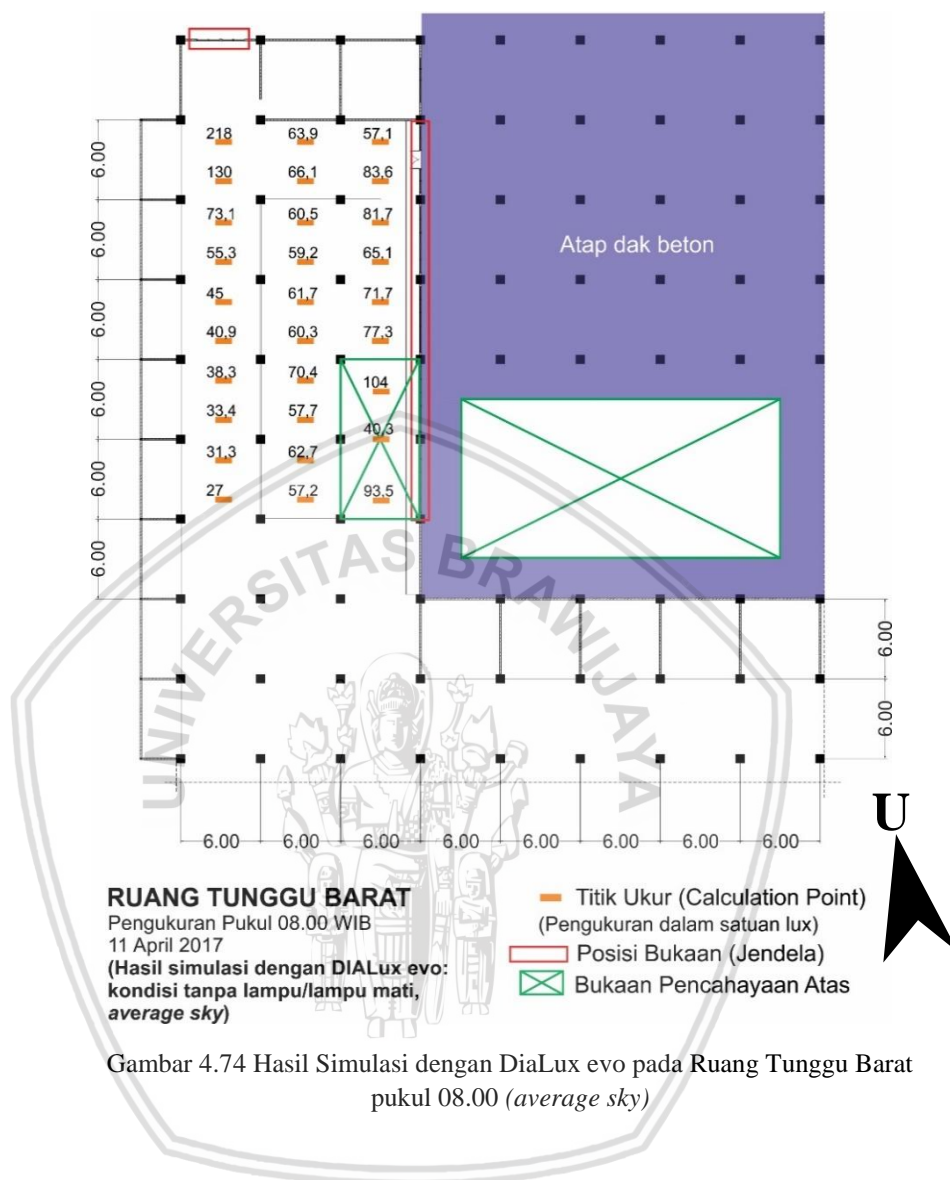 218 63,9 57,1
130 66,1 83,6
73,1 60,5 81,7
55,3 59,2 65,1
45 61,7 71,7
40,9 60,3 77,3
38,3 70,4 104
33,4 57,7 40,3
31,3 62,7
27 57,2 93,5
6.00
6.00
6.00
6.00
6.00
6.00
Atap dak beton
6.00
6.00
6.00 6.00 6.00 6.00 6.00 6.00 6.00 6.00
UNIVERSITAS BRAWIJAYA
U
RUANG TUNGGU BARAT
Pengukuran Pukul 08.00 WIB
11 April 2017
(Hasil simulasi dengan DIALux evo:
kondisi tanpa lampu/lampu mati,
average sky)
Titik Ukur (Calculation Point)
(Pengukuran dalam satuan lux)
Posisi Bukaan (Jendela)
Bukaan Pencahayaan Atas
Gambar 4.74 Hasil Simulasi dengan DiaLux evo pada Ruang Tunggu Barat
pukul 08.00 (average sky)